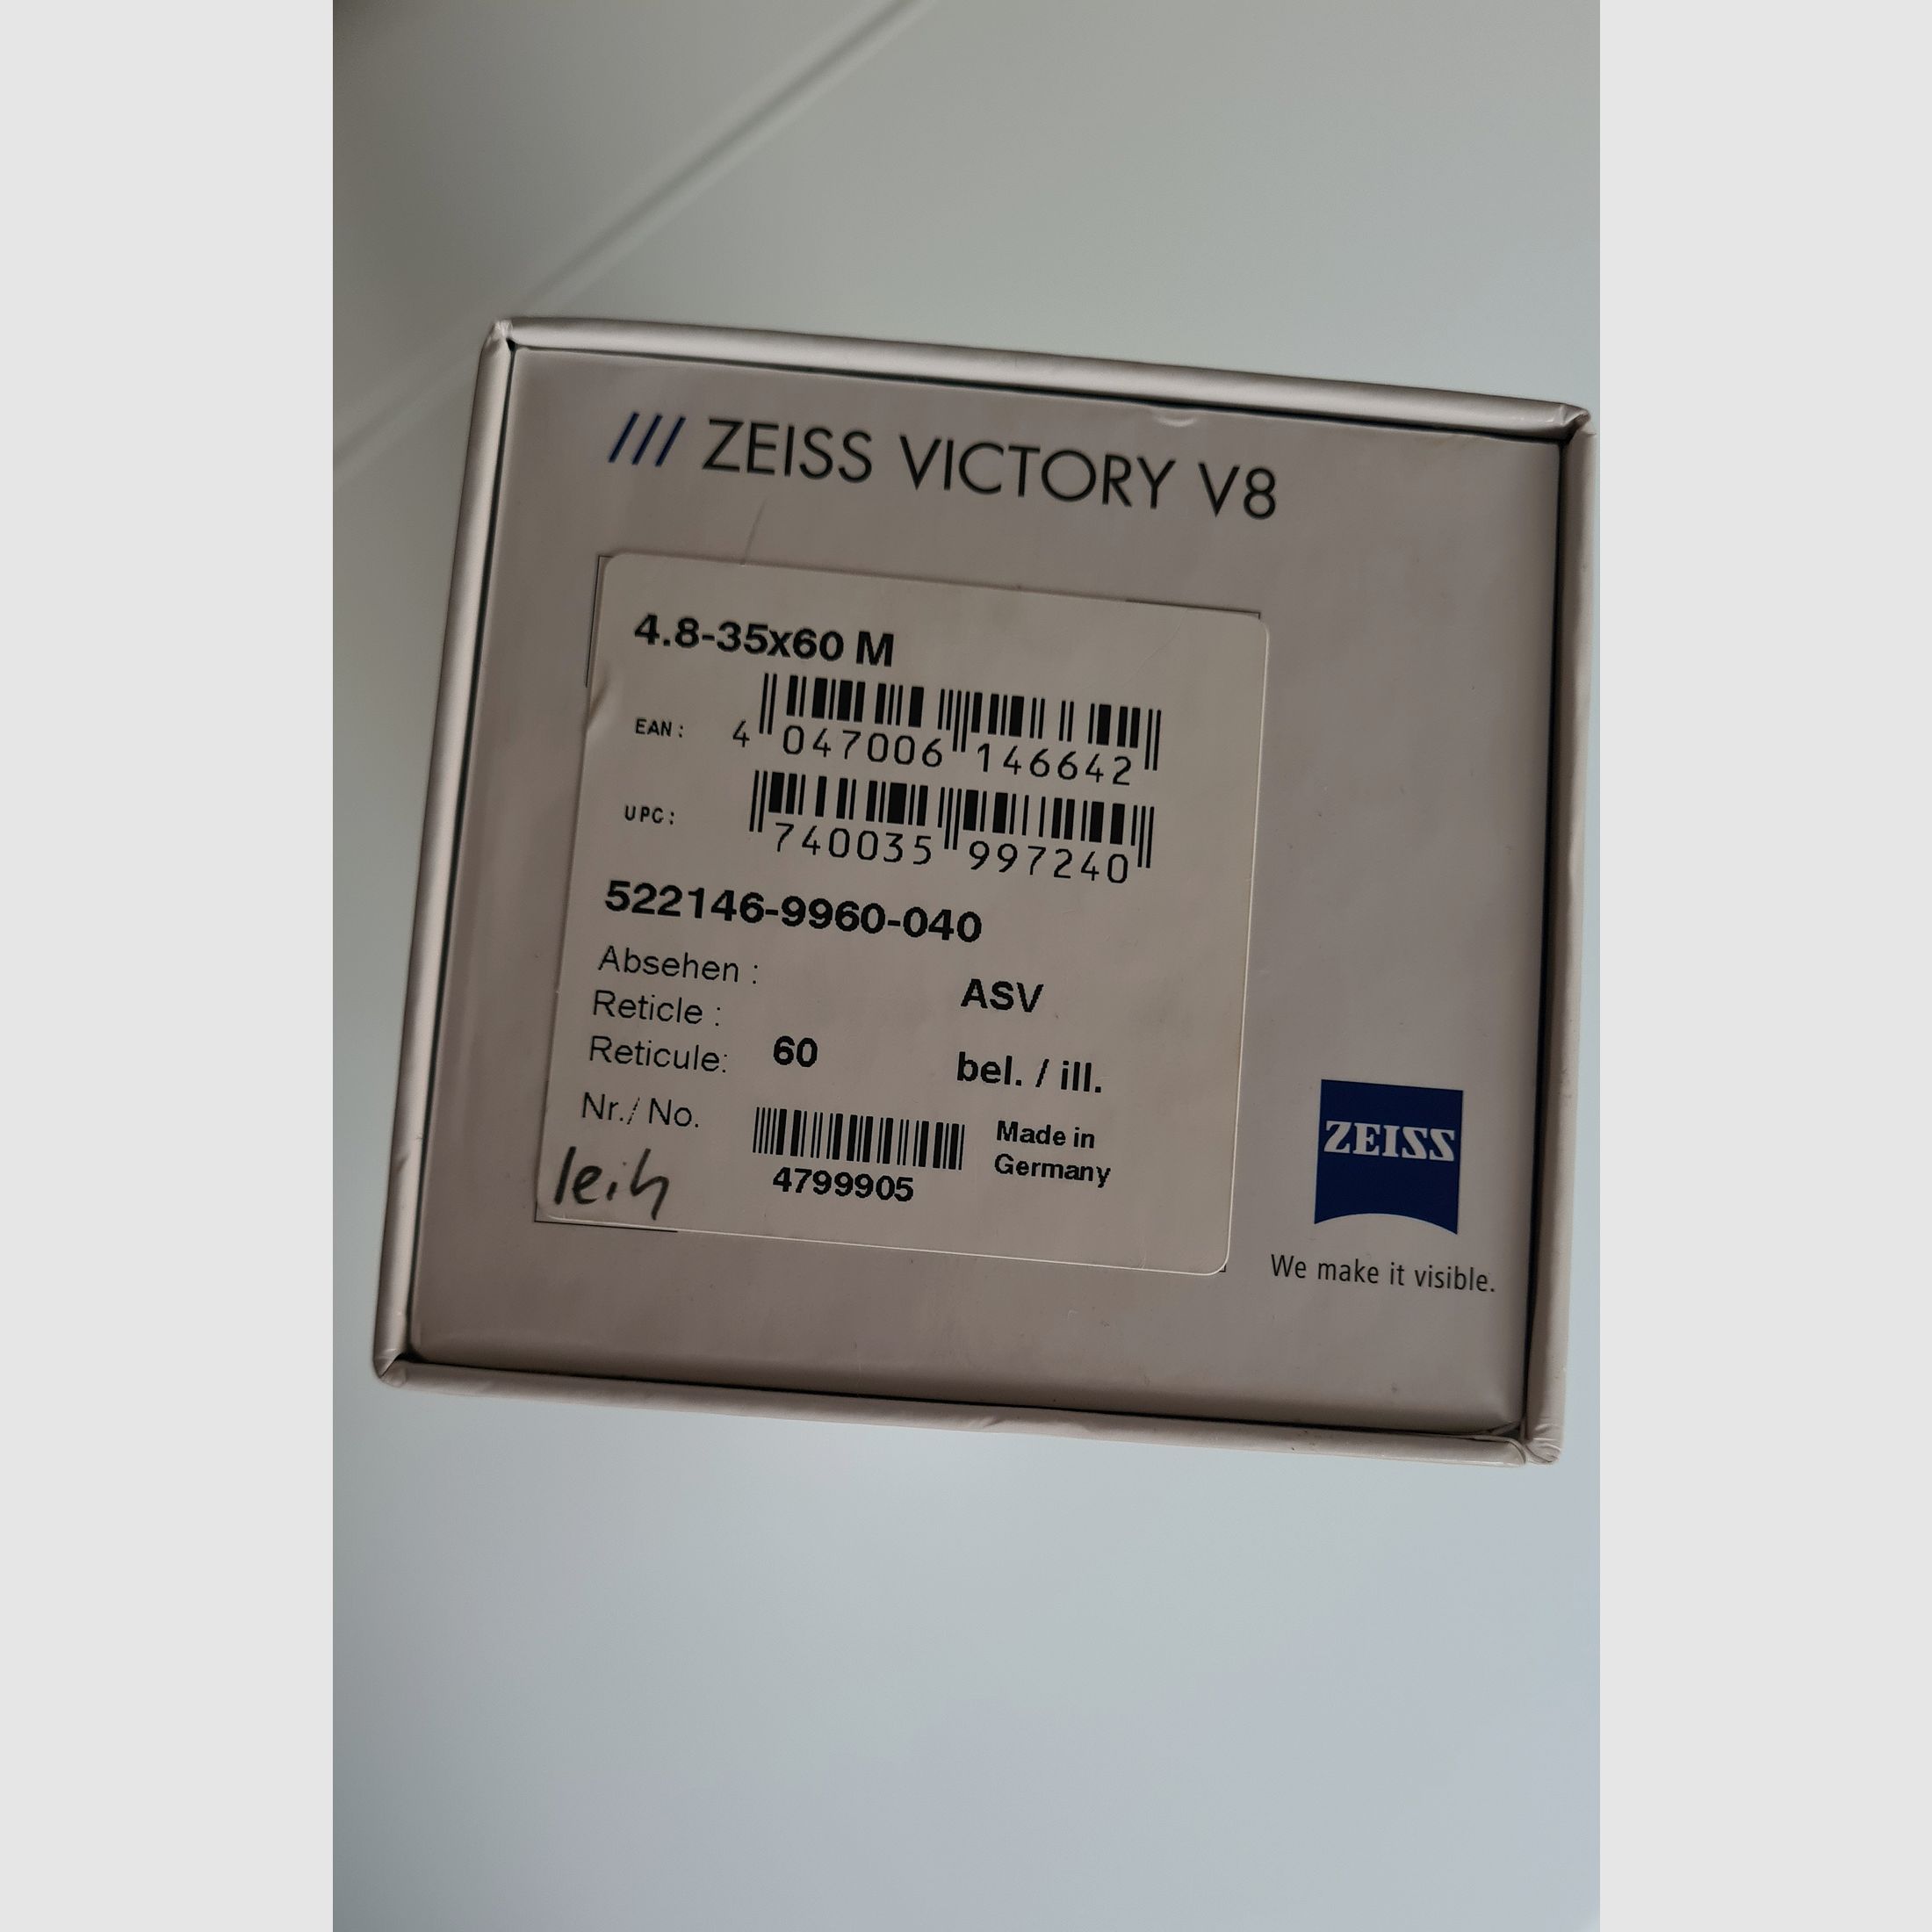 /// ZEISS VICTORY V8
4.8-35x60 M
EAN: 4 047006 146642
UPC: 740035 997240
522146-9960-040
Absehen :
ASV
Reticle :
Reticule: 60 bel. / ill.
Nr./ No.
4799905
Made in
Germany
leih
ZEISS
We make it visible.